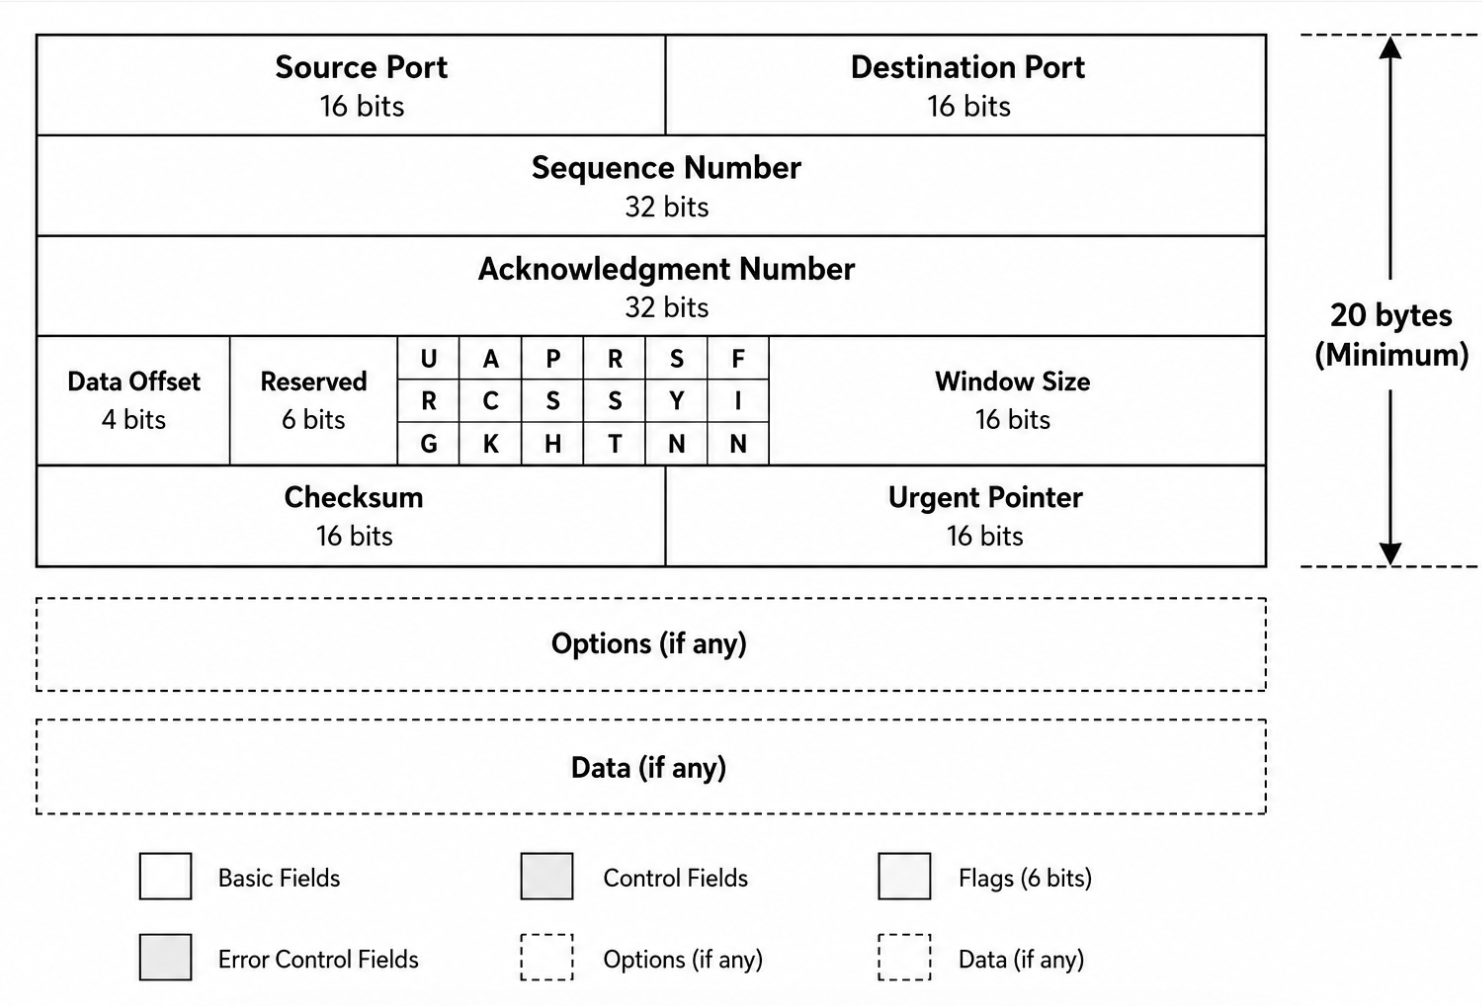 Source Port
16 bits
Destination Port
16 bits
Sequence Number
32 bits
Acknowledgment Number
32 bits
Data Offset
4 bits
Reserved
6 bits
U A P R S F
R C S S Y I
G K H T N N
Window Size
16 bits
Checksum
16 bits
Urgent Pointer
16 bits
20 bytes
(Minimum)
Options (if any)
Data (if any)
Basic Fields
Control Fields
Flags (6 bits)
Error Control Fields
Options (if any)
Data (if any)